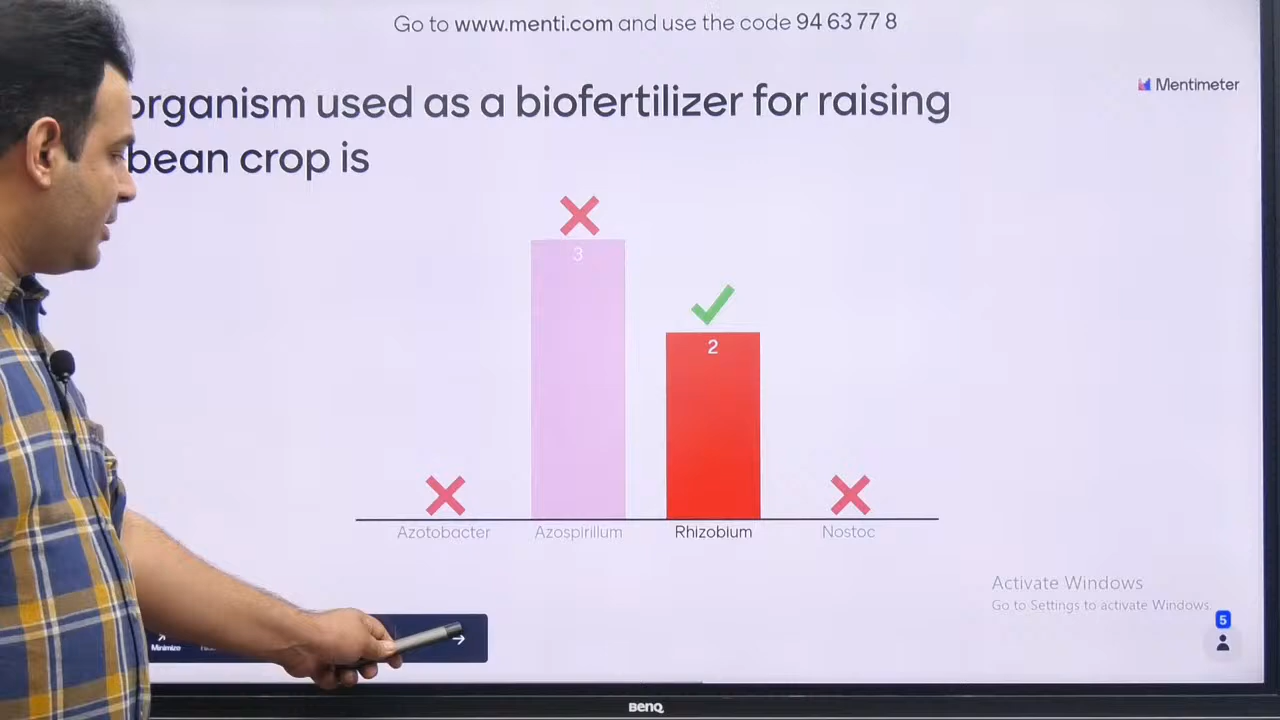 Go to www.menti.com and use the code 94 63 77 8
Mentimeter
organism used as a biofertilizer for raising
bean crop is
3
2
Azotobacter
Azospirillum
Rhizobium
Nostoc
Activate Windows
Go to Settings to activate Windows.
5
Minimize
BenQ